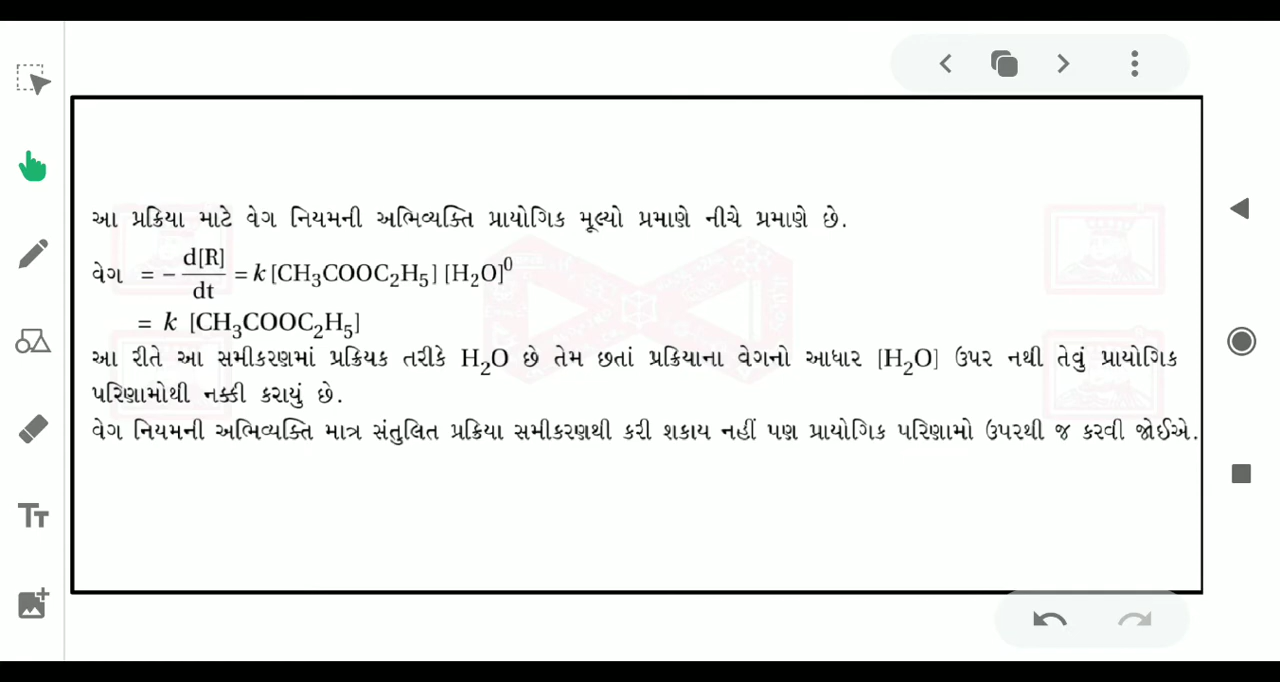 આ પ્રક્રિયા માટે વેગ નિયમની અભિવ્યક્તિ પ્રાયોગિક મૂલ્યો પ્રમાણે નીચે પ્રમાણે છે.
વેગ = − d[R]/dt = k [CH₃COOC₂H₅] [H₂O]⁰
= k [CH₃COOC₂H₅]
આ રીતે આ સમીકરણમાં પ્રક્રિયક તરીકે H₂O છે તેમ છતાં પ્રક્રિયાના વેગનો આધાર [H₂O] ઉપર નથી તેવું પ્રાયોગિક
પરિણામોથી નક્કી કરાયું છે.
વેગ નિયમની અભિવ્યક્તિ માત્ર સંતુલિત પ્રક્રિયા સમીકરણથી કરી શકાય નહીં પણ પ્રાયોગિક પરિણામો ઉપરથી જ કરવી જોઈએ.
TT